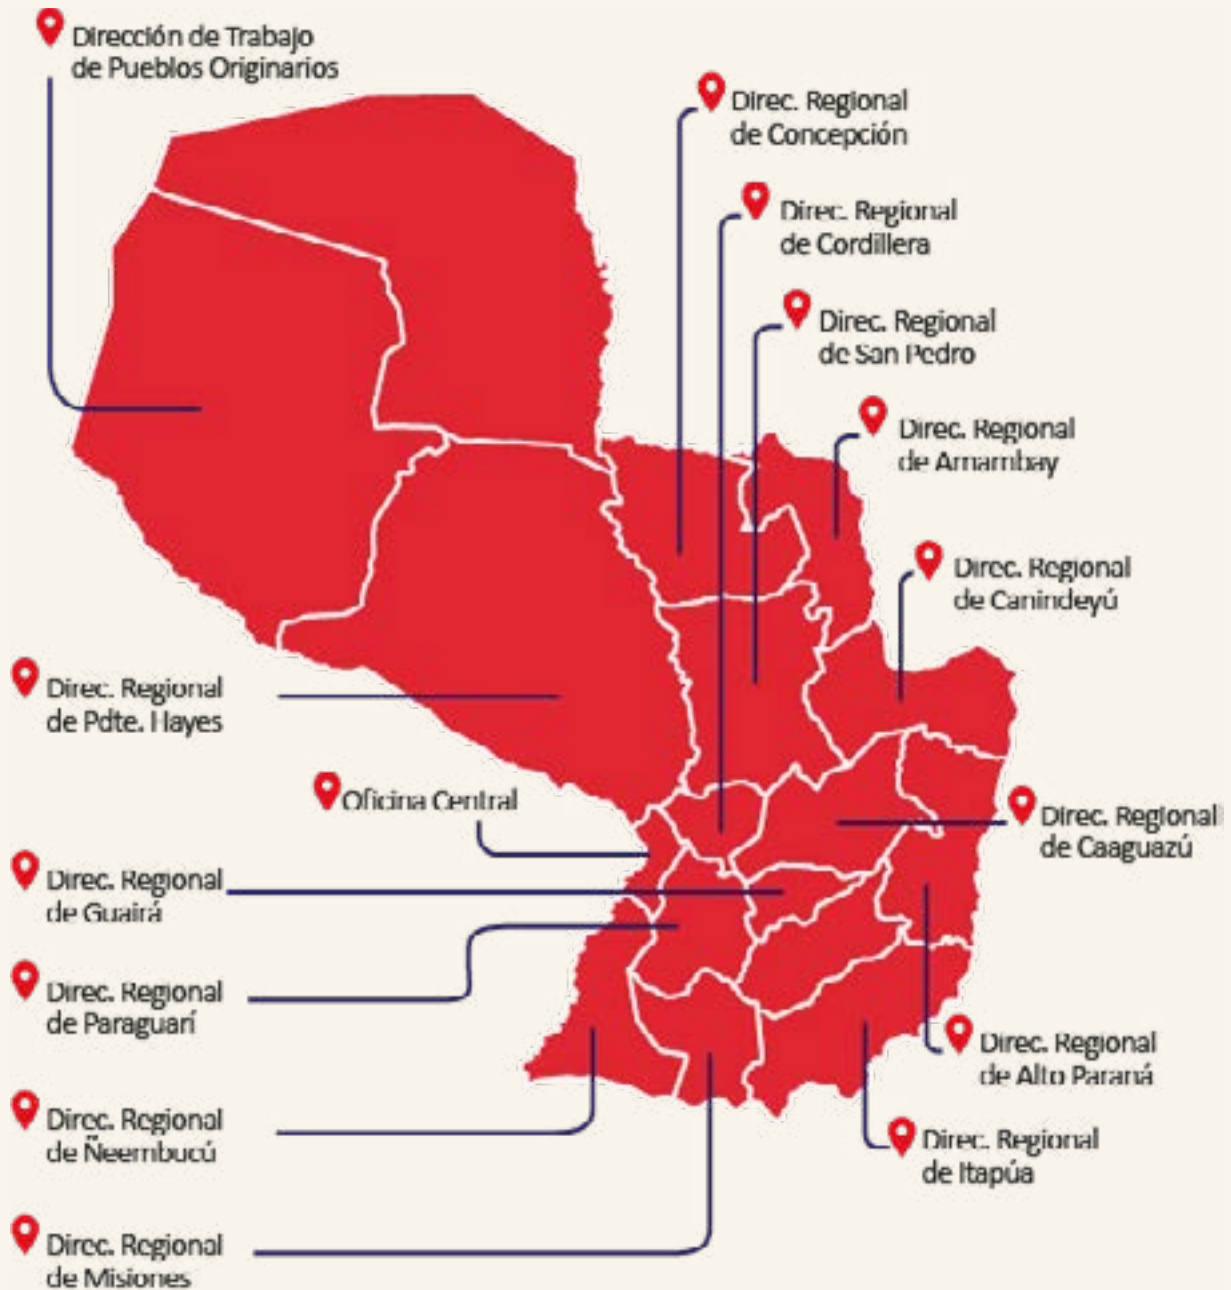 Dirección de Trabajo
de Pueblos Originarios
Direc. Regional
de Concepción
Direc. Regional
de Cordillera
Direc. Regional
de San Pedro
Direc. Regional
de Amambay
Direc. Regional
de Canindeyú
Direc. Regional
de Pdte. Hayes
Oficina Central
Direc. Regional
de Caaguazú
Direc. Regional
de Guairá
Direc. Regional
de Paraguarí
Direc. Regional
de Alto Paraná
Direc. Regional
de Ñeembucú
Direc. Regional
de Itapúa
Direc. Regional
de Misiones